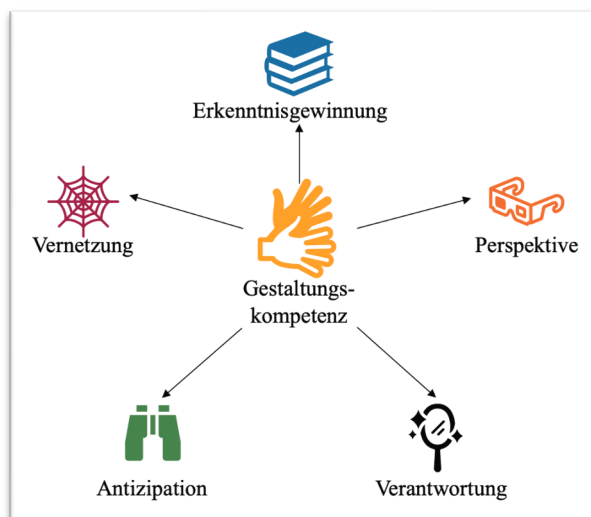 Erkenntnisgewinnung
Vernetzung
Perspektive
Gestaltungs-
kompetenz
Antizipation
Verantwortung